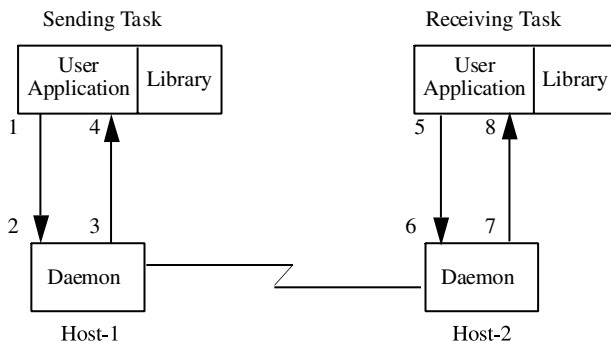 Sending Task
Receiving Task
User
Application
Library
User
Application
Library
1
4
5
8
2
3
6
7
Daemon
Daemon
Host-1
Host-2